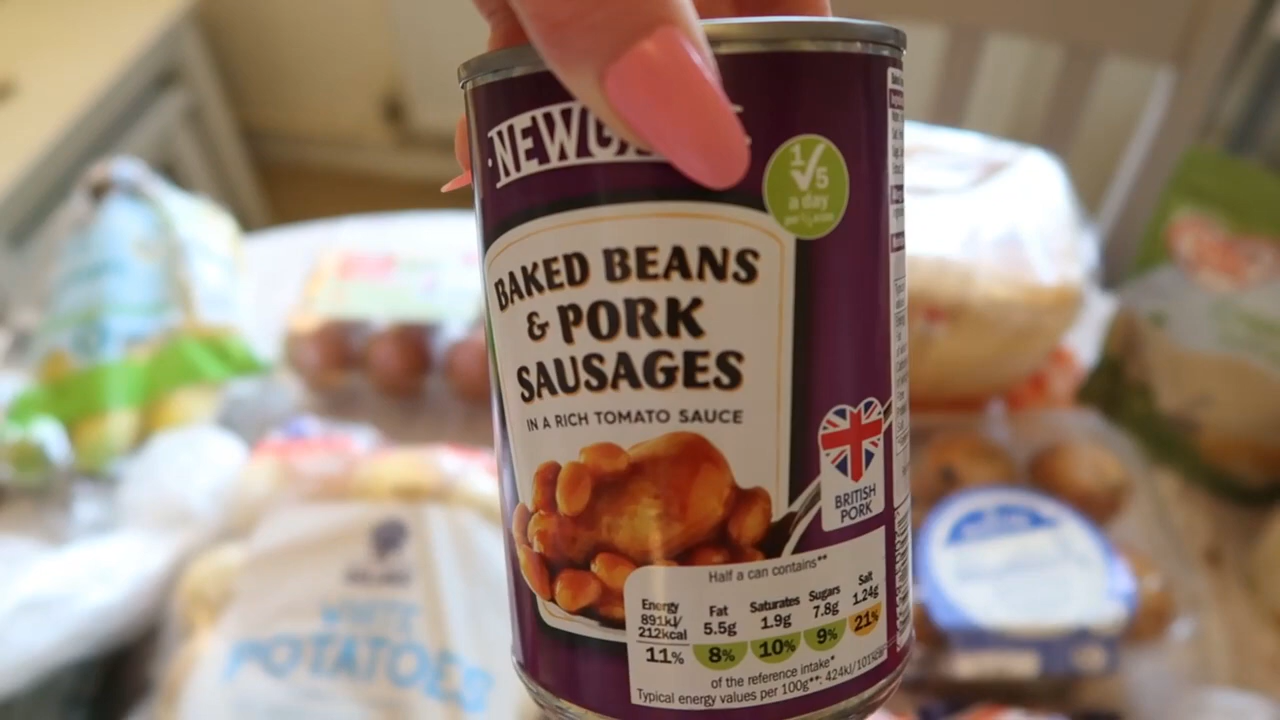 1/5
a day
BAKED BEANS
& PORK
SAUSAGES
IN A RICH TOMATO SAUCE
BRITISH
PORK
Half a can contains**
Energy Fat Saturates Sugars Salt
891kJ/ 5.5g 1.9g 7.8g 1.24g
212kcal
11% 8% 10% 9% 21%
of the reference intake*
Typical energy values per 100g**: 424kJ/101kcal
POTATOES